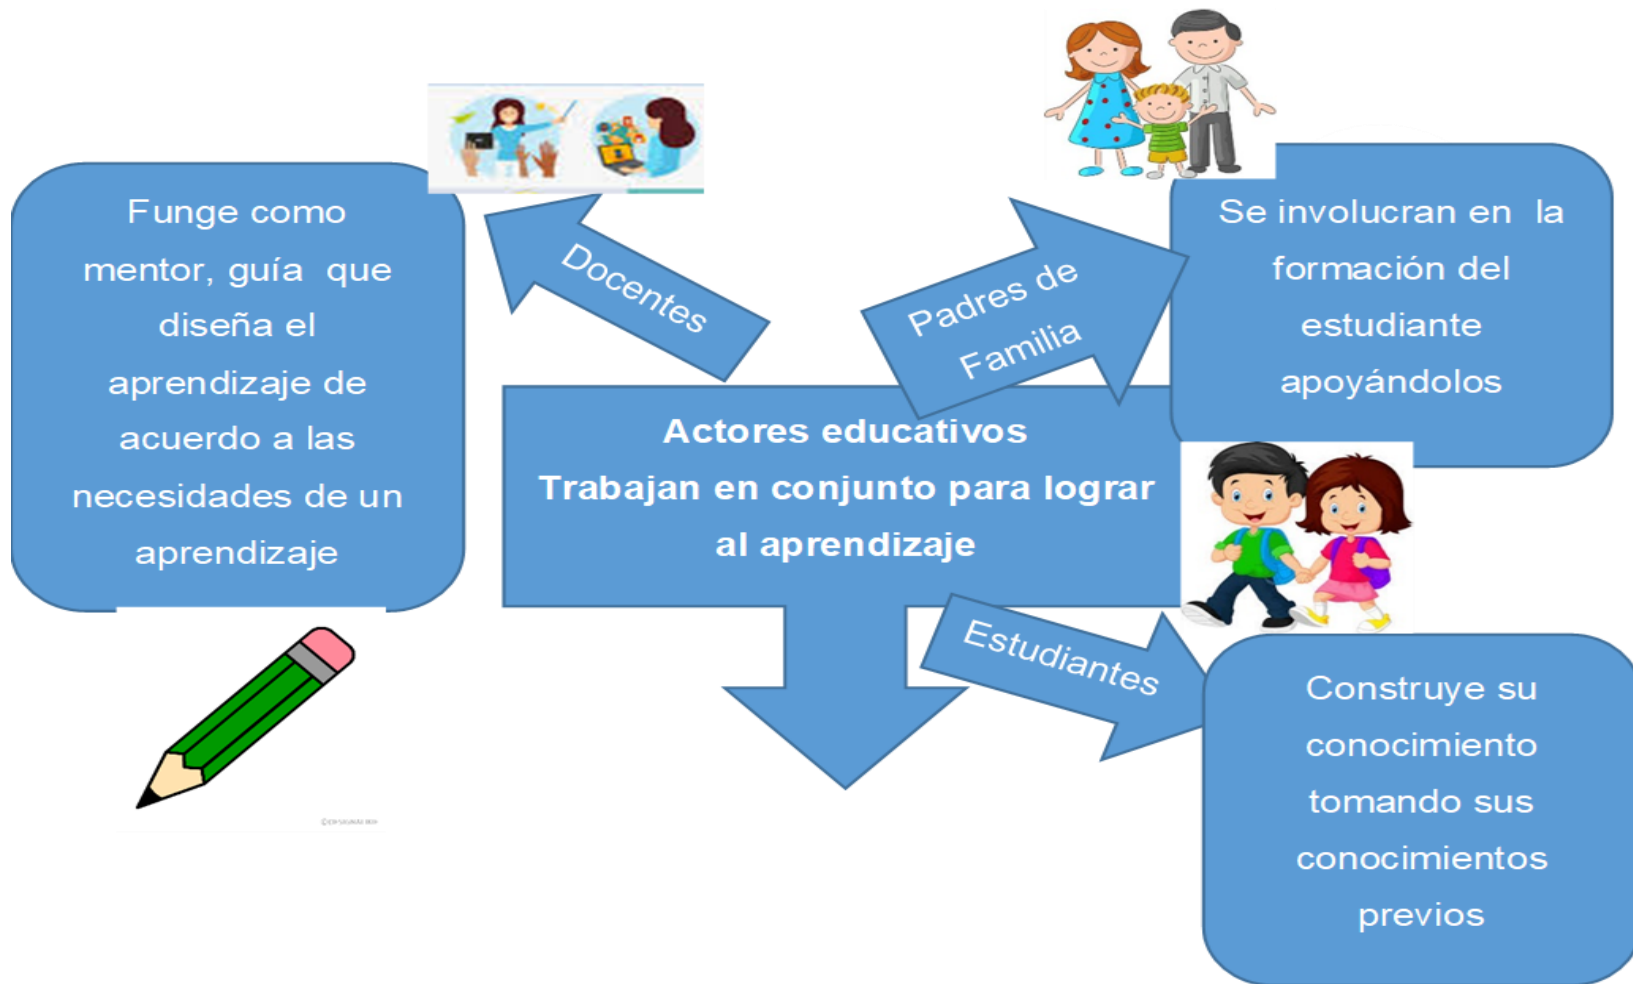 Funge como
mentor, guía que
diseña el
aprendizaje de
acuerdo a las
necesidades de un
aprendizaje
Docentes
Padres de
Familia
Se involucran en la
formación del
estudiante
apoyándolos
Actores educativos
Trabajan en conjunto para lograr
al aprendizaje
Estudiantes
Construye su
conocimiento
tomando sus
conocimientos
previos